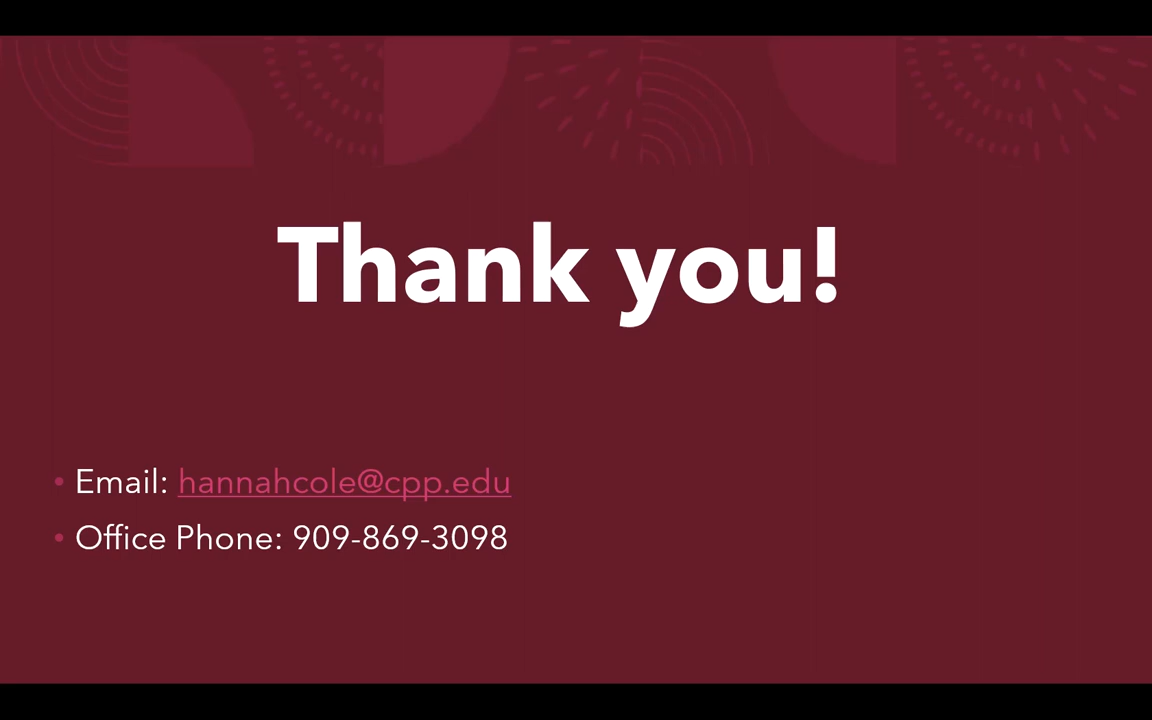 Thank you!
• Email: hannahcole@cpp.edu
• Office Phone: 909-869-3098